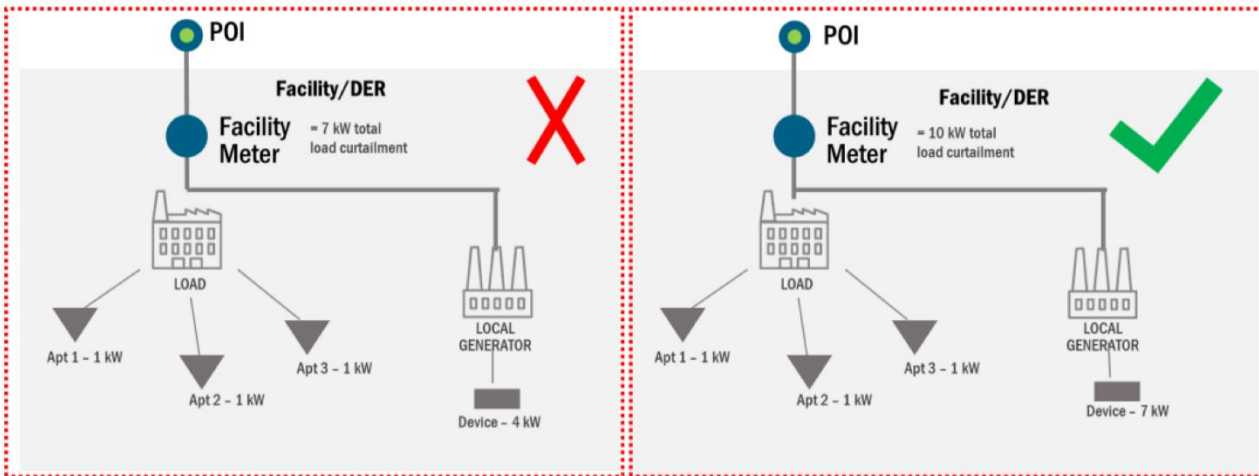 POI
Facility/DER
Facility
Meter
= 7 kW total
load curtailment
LOAD
LOCAL
GENERATOR
Apt 1 – 1 kW
Apt 3 – 1 kW
Apt 2 – 1 kW
Device – 4 kW
POI
Facility/DER
Facility
Meter
= 10 kW total
load curtailment
LOAD
LOCAL
GENERATOR
Apt 1 – 1 kW
Apt 3 – 1 kW
Apt 2 – 1 kW
Device – 7 kW